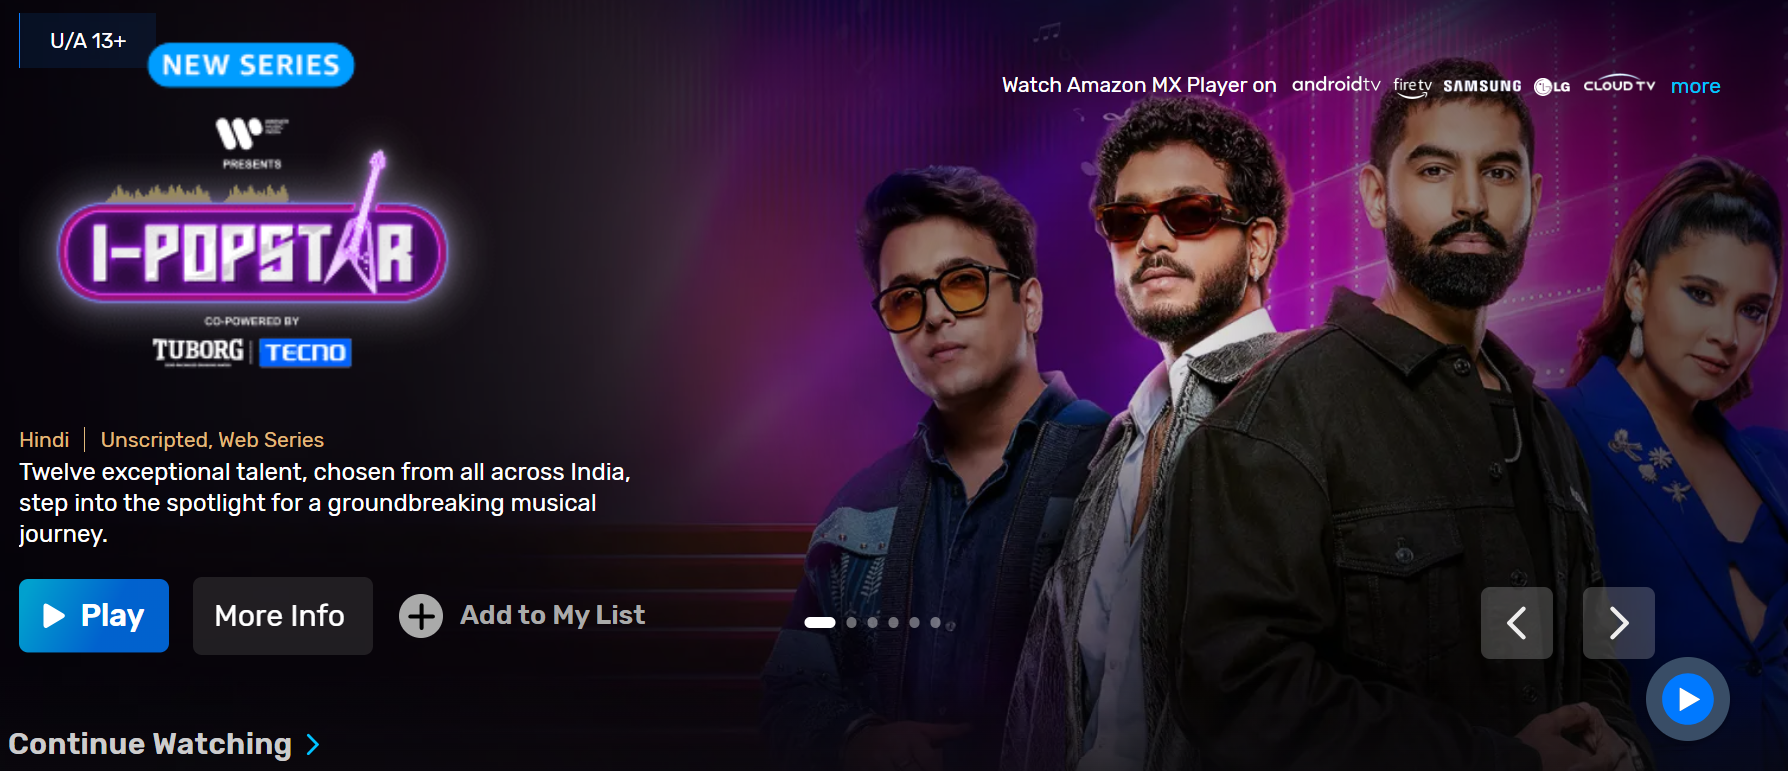 U/A 13+
NEW SERIES
Watch Amazon MX Player on androidtv fire tv SAMSUNG LG CLOUD TV more
PRESENTS
I-POPSTAR
CO-POWERED BY
TUBORG | TECNO
Hindi | Unscripted, Web Series
Twelve exceptional talent, chosen from all across India,
step into the spotlight for a groundbreaking musical
journey.
Play More Info Add to My List
Continue Watching